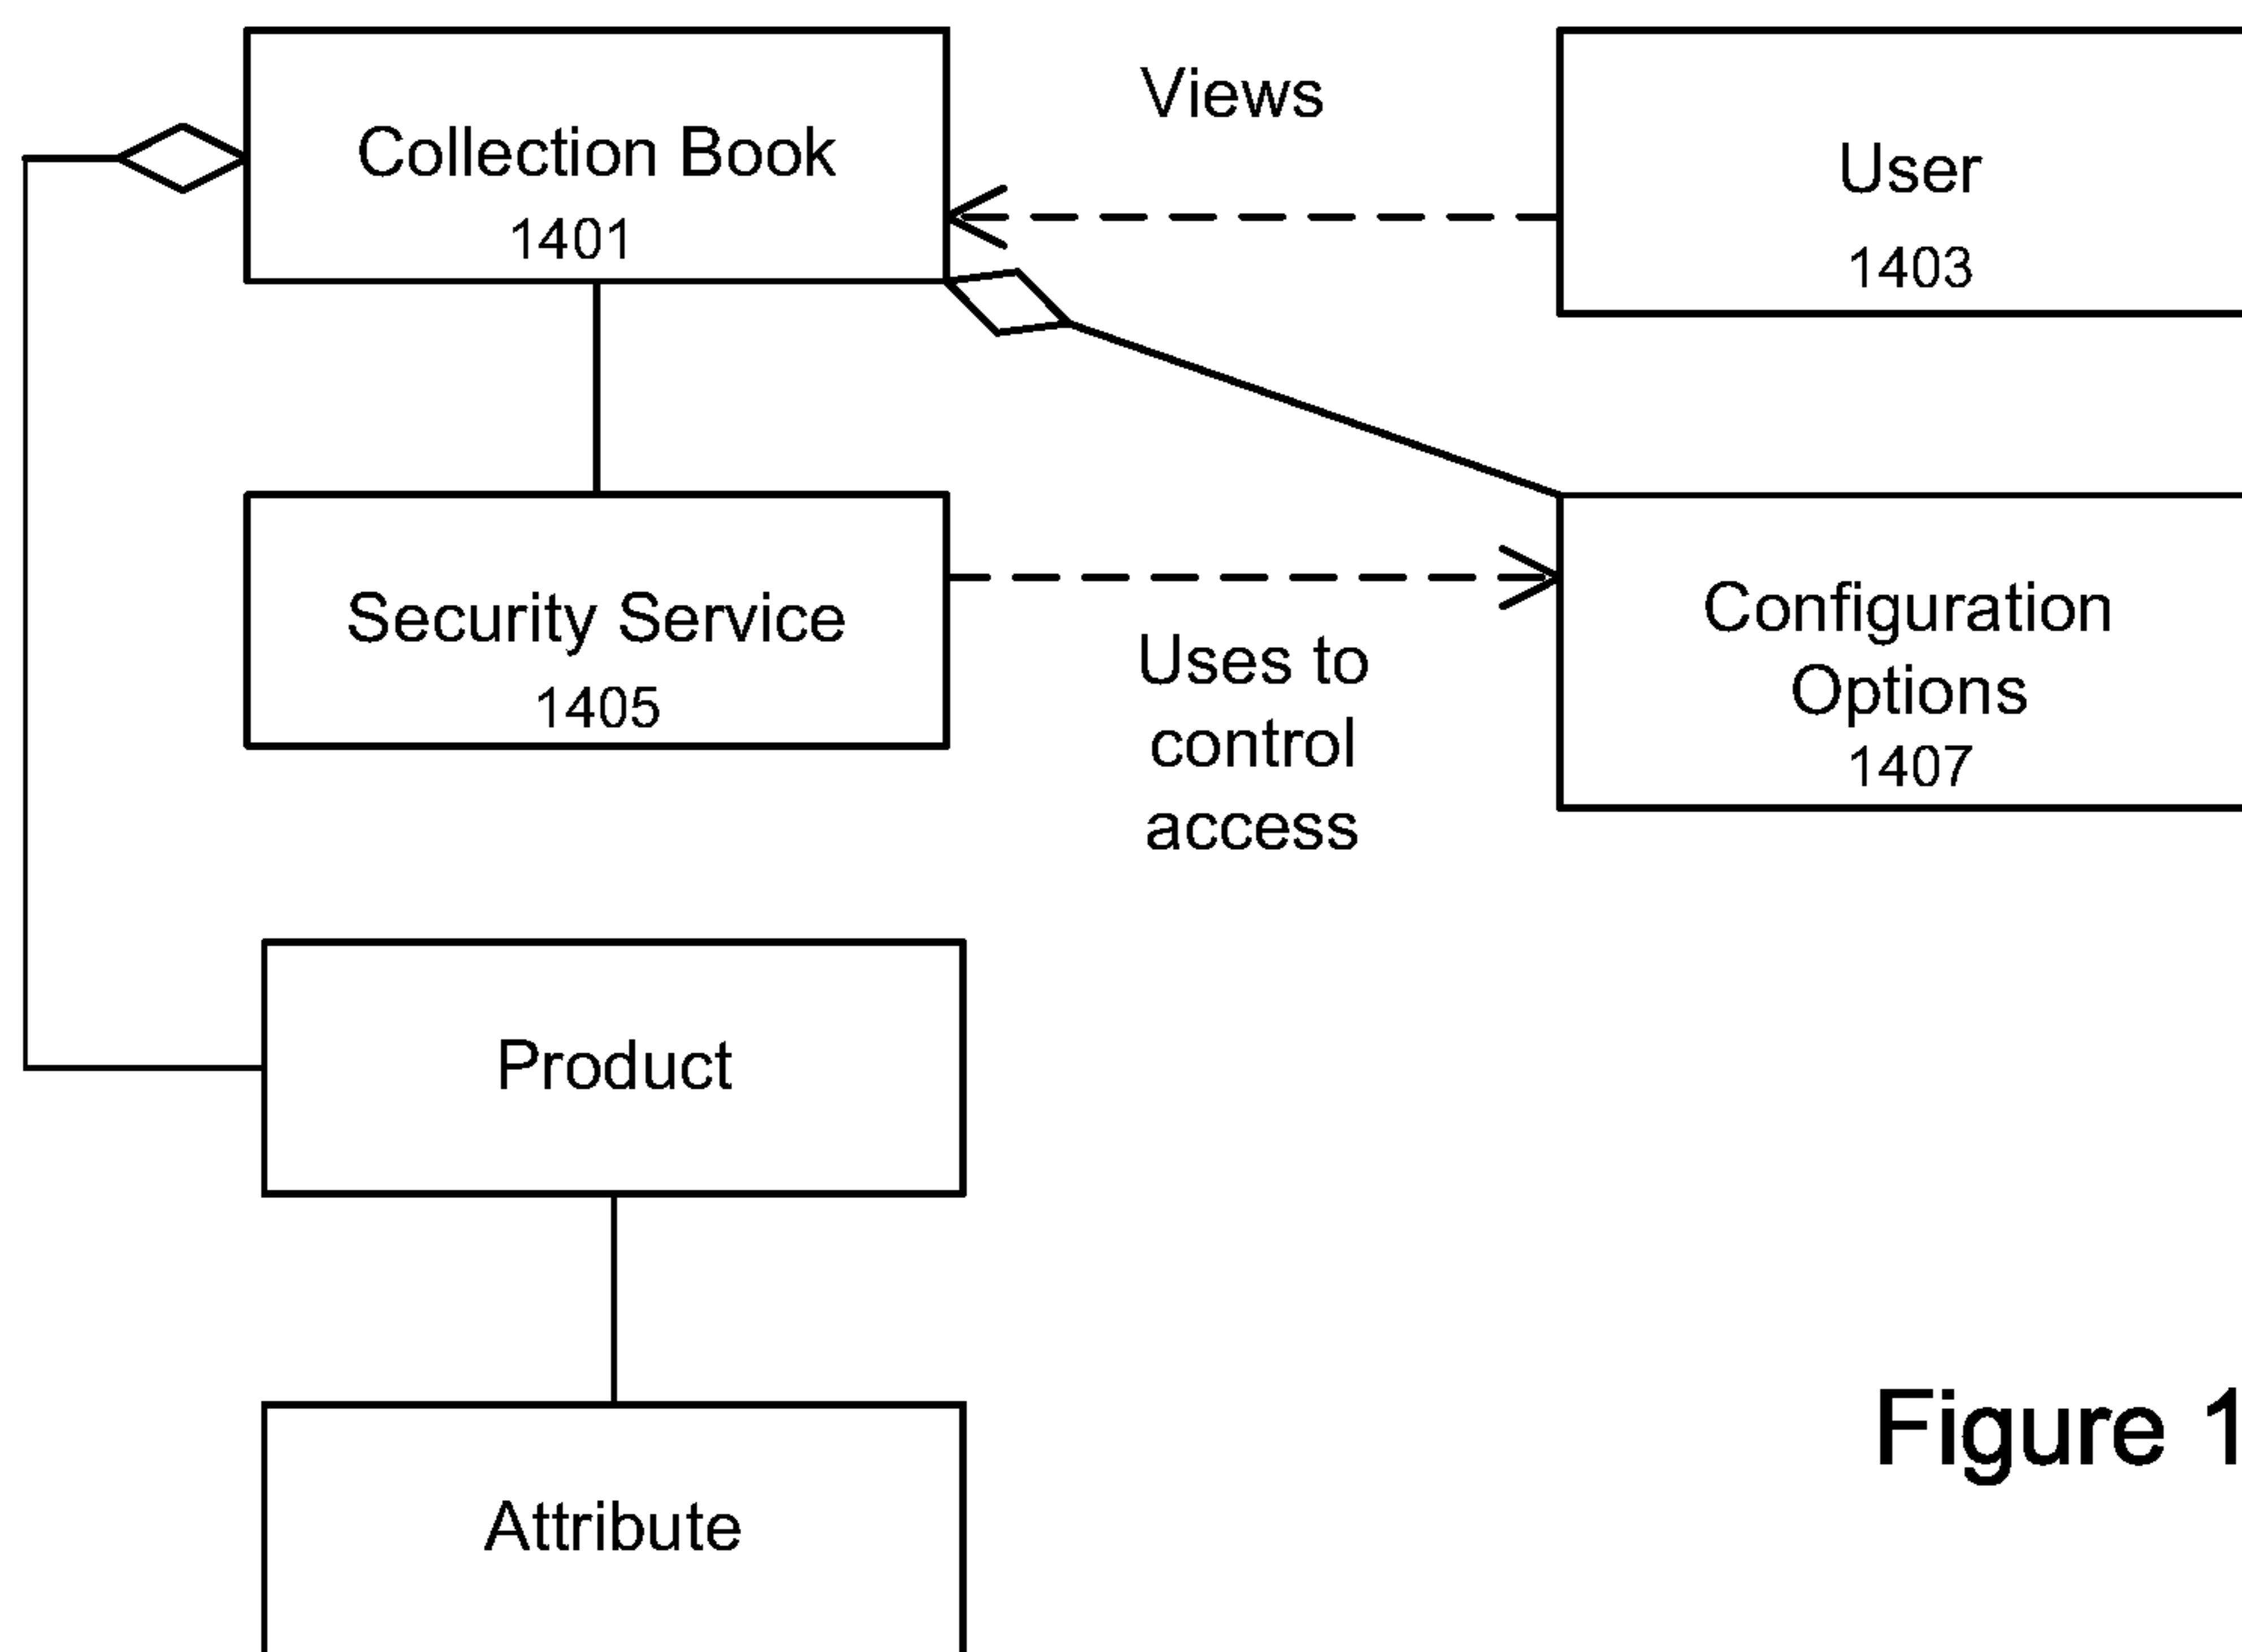 Collection Book
1401
Views
User
1403
Security Service
1405
Uses to
control
access
Configuration
Options
1407
Product
Attribute
Figure 1